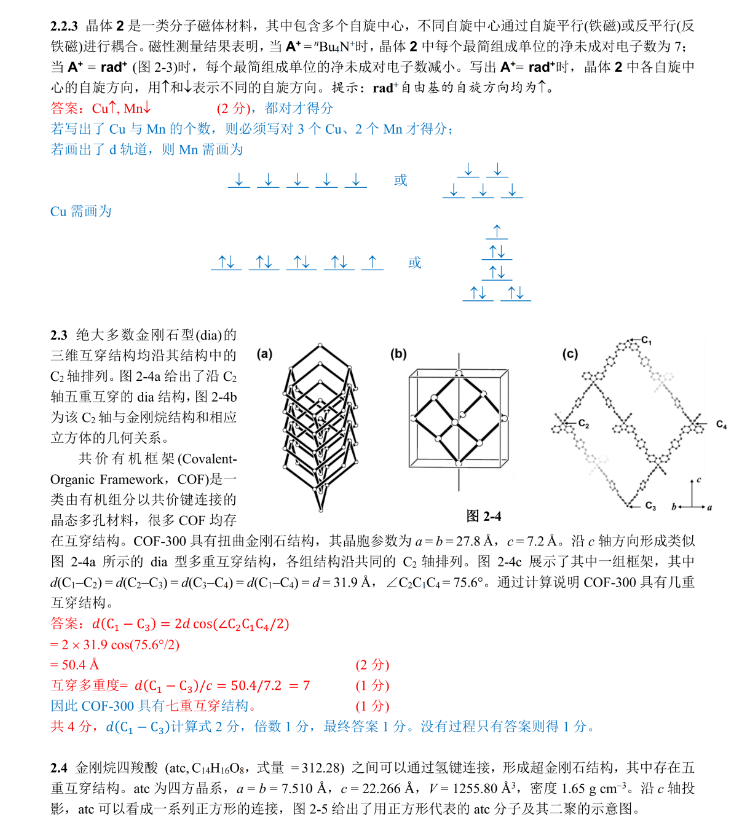 2.2.3 晶体 2 是一类分子磁体材料，其中包含多个自旋中心，不同自旋中心通过自旋平行(铁磁)或反平行(反
铁磁)进行耦合。磁性测量结果表明，当 A⁺ = ⁿBu₄N⁺时，晶体 2 中每个最简组成单位的净未成对电子数为 7；
当 A⁺ = rad⁺ (图 2-3)时，每个最简组成单位的净未成对电子数减小。写出 A⁺= rad⁺时，晶体 2 中各自旋中
心的自旋方向，用↑和↓表示不同的自旋方向。提示：rad⁺自由基的自旋方向均为↑。
答案：Cu↑, Mn↓ (2 分)，都对才得分
若写出了 Cu 与 Mn 的个数，则必须写对 3 个 Cu、2 个 Mn 才得分；
若画出了 d 轨道，则 Mn 需画为
↓ ↓ ↓ ↓ ↓ 或 ↓ ↓
↓ ↓ ↓
Cu 需画为
↑
↑↓
↑↓ ↑↓ ↑↓ ↑↓ ↑ 或 ↑↓
↑↓ ↑↓
2.3 绝大多数金刚石型(dia)的
三维互穿结构均沿其结构中的
C₂ 轴排列。图 2-4a 给出了沿 C₂
轴五重互穿的 dia 结构，图 2-4b
为该 C₂ 轴与金刚烷结构和相应
立方体的几何关系。
共价有机框架(Covalent-
Organic Framework，COF)是一
类由有机组分以共价键连接的
晶态多孔材料，很多 COF 均存
(a) (b) (c)
C₁
C₂ C₄
C₃
c
b a
图 2-4
在互穿结构。COF-300 具有扭曲金刚石结构，其晶胞参数为 a = b = 27.8 Å，c = 7.2 Å。沿 c 轴方向形成类似
图 2-4a 所示的 dia 型多重互穿结构，各组结构沿共同的 C₂ 轴排列。图 2-4c 展示了其中一组框架，其中
d(C₁–C₂) = d(C₂–C₃) = d(C₃–C₄) = d(C₁–C₄) = d = 31.9 Å，∠C₂C₁C₄ = 75.6°。通过计算说明 COF-300 具有几重
互穿结构。
答案：d(C₁ − C₃) = 2d cos(∠C₂C₁C₄/2)
= 2 × 31.9 cos(75.6°/2)
= 50.4 Å (2 分)
互穿多重度= d(C₁ − C₃)/c = 50.4/7.2 = 7 (1 分)
因此 COF-300 具有七重互穿结构。 (1 分)
共 4 分，d(C₁ − C₃)计算式 2 分，倍数 1 分，最终答案 1 分。没有过程只有答案则得 1 分。
2.4 金刚烷四羧酸 (atc, C₁₄H₁₆O₈，式量 = 312.28) 之间可以通过氢键连接，形成超金刚石结构，其中存在五
重互穿结构。atc 为四方晶系，a = b = 7.510 Å，c = 22.266 Å，V = 1255.80 Å³，密度 1.65 g cm⁻³。沿 c 轴投
影，atc 可以看成一系列正方形的连接，图 2-5 给出了用正方形代表的 atc 分子及其二聚的示意图。